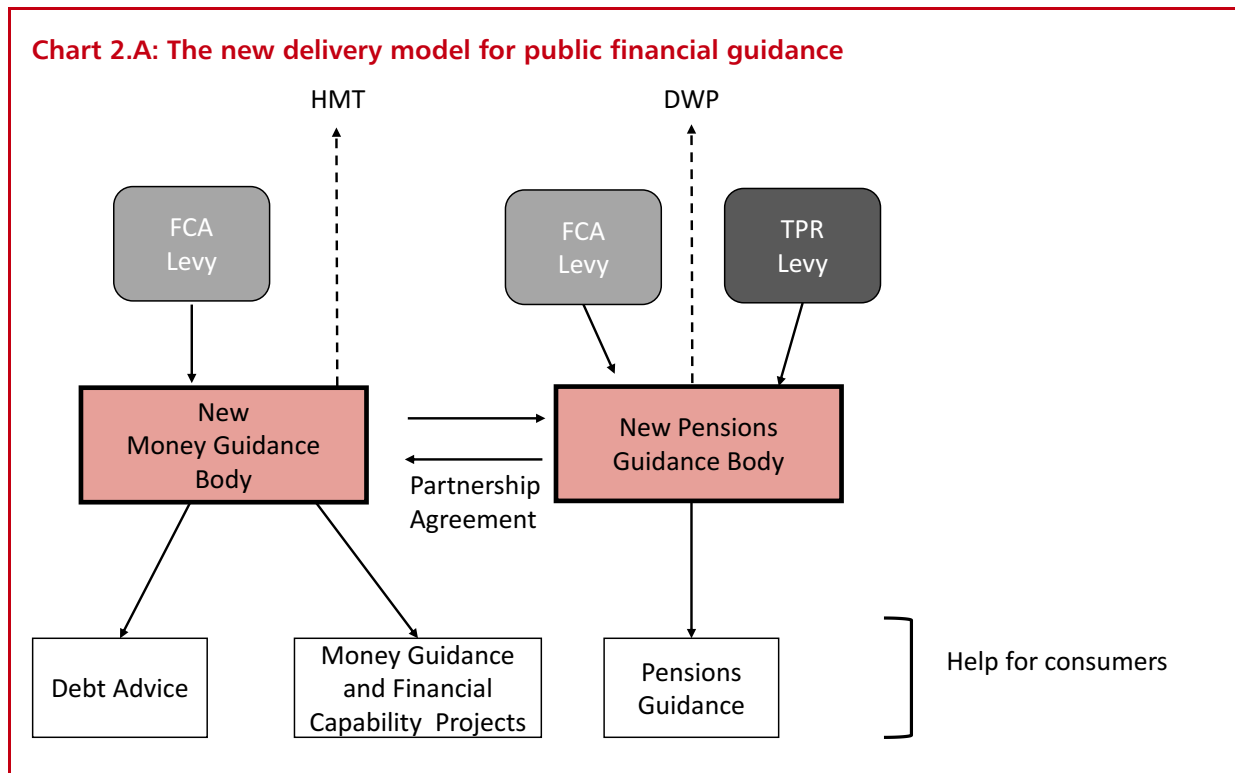 Chart 2.A: The new delivery model for public financial guidance
HMT
DWP
FCA
Levy
FCA
Levy
TPR
Levy
New
Money Guidance
Body
New Pensions
Guidance Body
Partnership
Agreement
Debt Advice
Money Guidance
and Financial
Capability Projects
Pensions
Guidance
Help for consumers